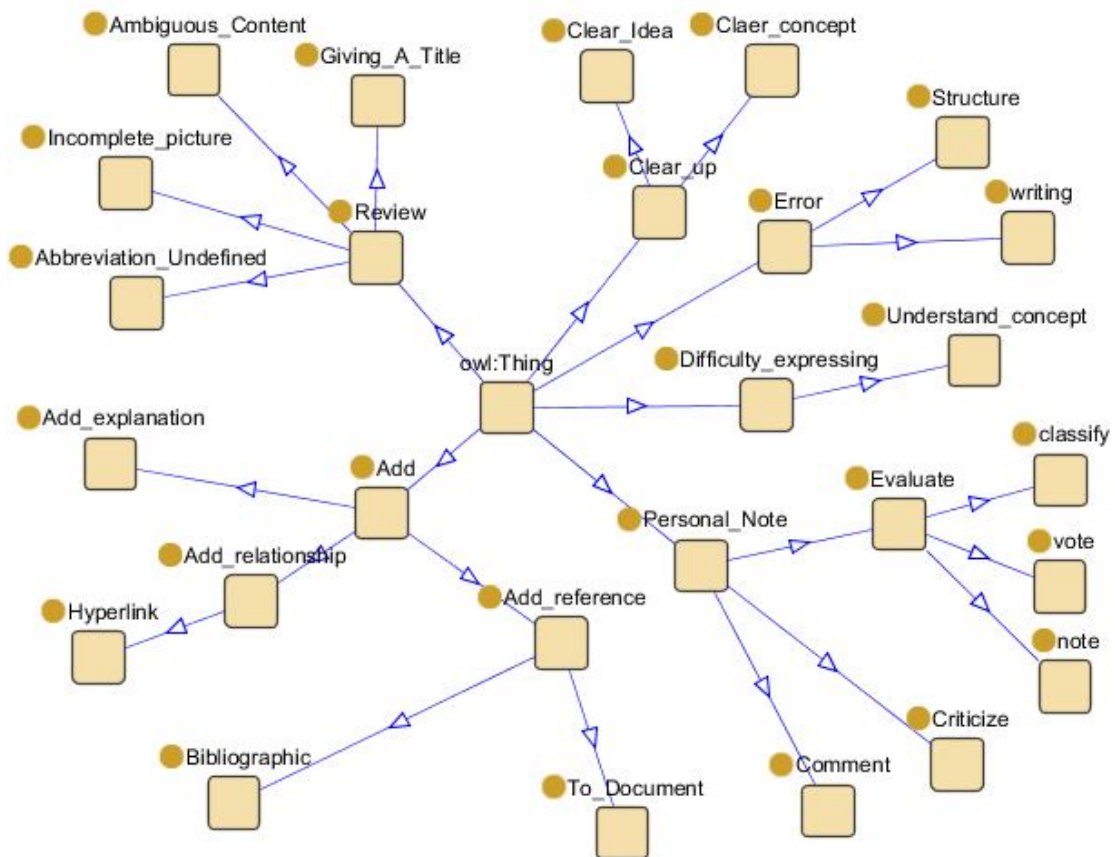 Ambiguous_Content
Giving_A_Title
Clear_Idea
Claer_concept
Structure
Incomplete_picture
Clear_up
writing
Review
Error
Abbreviation_Undefined
Understand_concept
owl:Thing
Difficulty_expressing
Add_explanation
classify
Add
Evaluate
Personal_Note
vote
Add_relationship
Add_reference
Hyperlink
note
Criticize
Bibliographic
Comment
To_Document